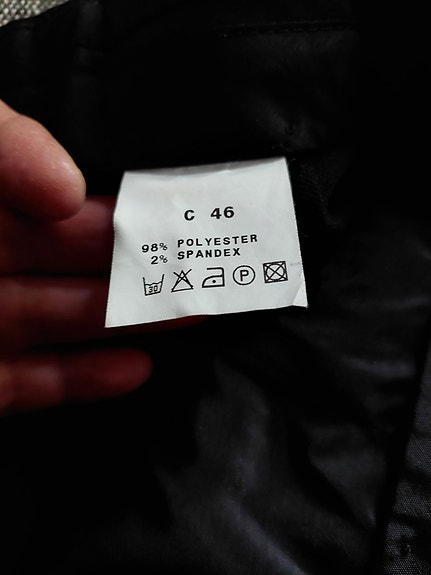 C 46
98% POLYESTER
2% SPANDEX
30 P